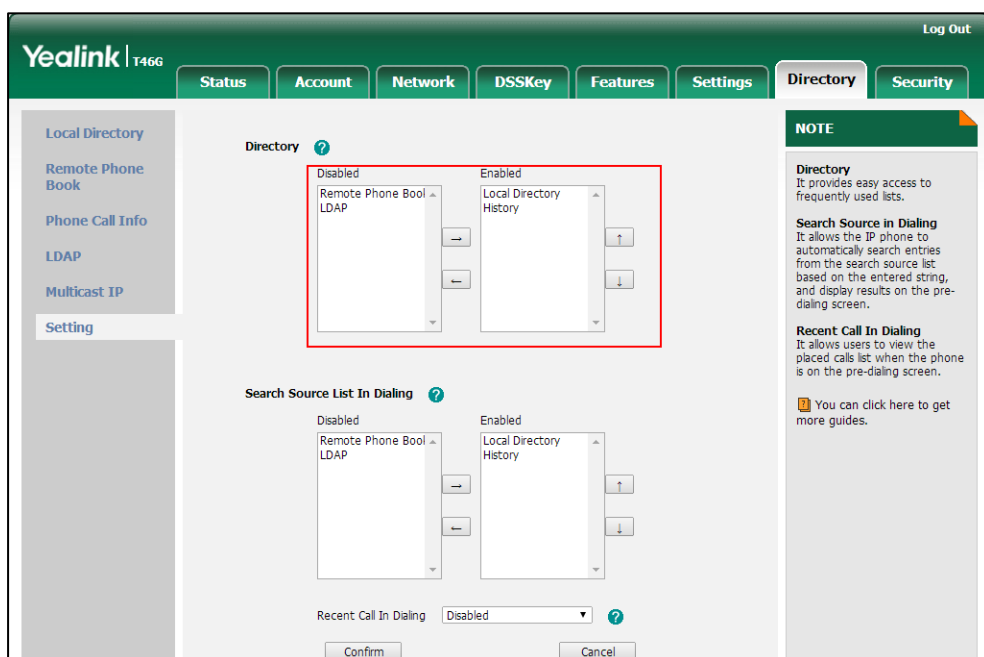 Log Out
Yealink T46G
Status Account Network DSSKey Features Settings Directory Security
Local Directory
Remote Phone
Book
Phone Call Info
LDAP
Multicast IP
Setting
Directory ?
Disabled Enabled
Remote Phone Bool Local Directory
LDAP History
→ ↑
← ↓
Search Source List In Dialing ?
Disabled Enabled
Remote Phone Bool Local Directory
LDAP History
→ ↑
← ↓
Recent Call In Dialing Disabled ?
Confirm Cancel
NOTE
Directory
It provides easy access to
frequently used lists.
Search Source in Dialing
It allows the IP phone to
automatically search entries
from the search source list
based on the entered string,
and display results on the pre-
dialing screen.
Recent Call In Dialing
It allows users to view the
placed calls list when the phone
is on the pre-dialing screen.
? You can click here to get
more guides.